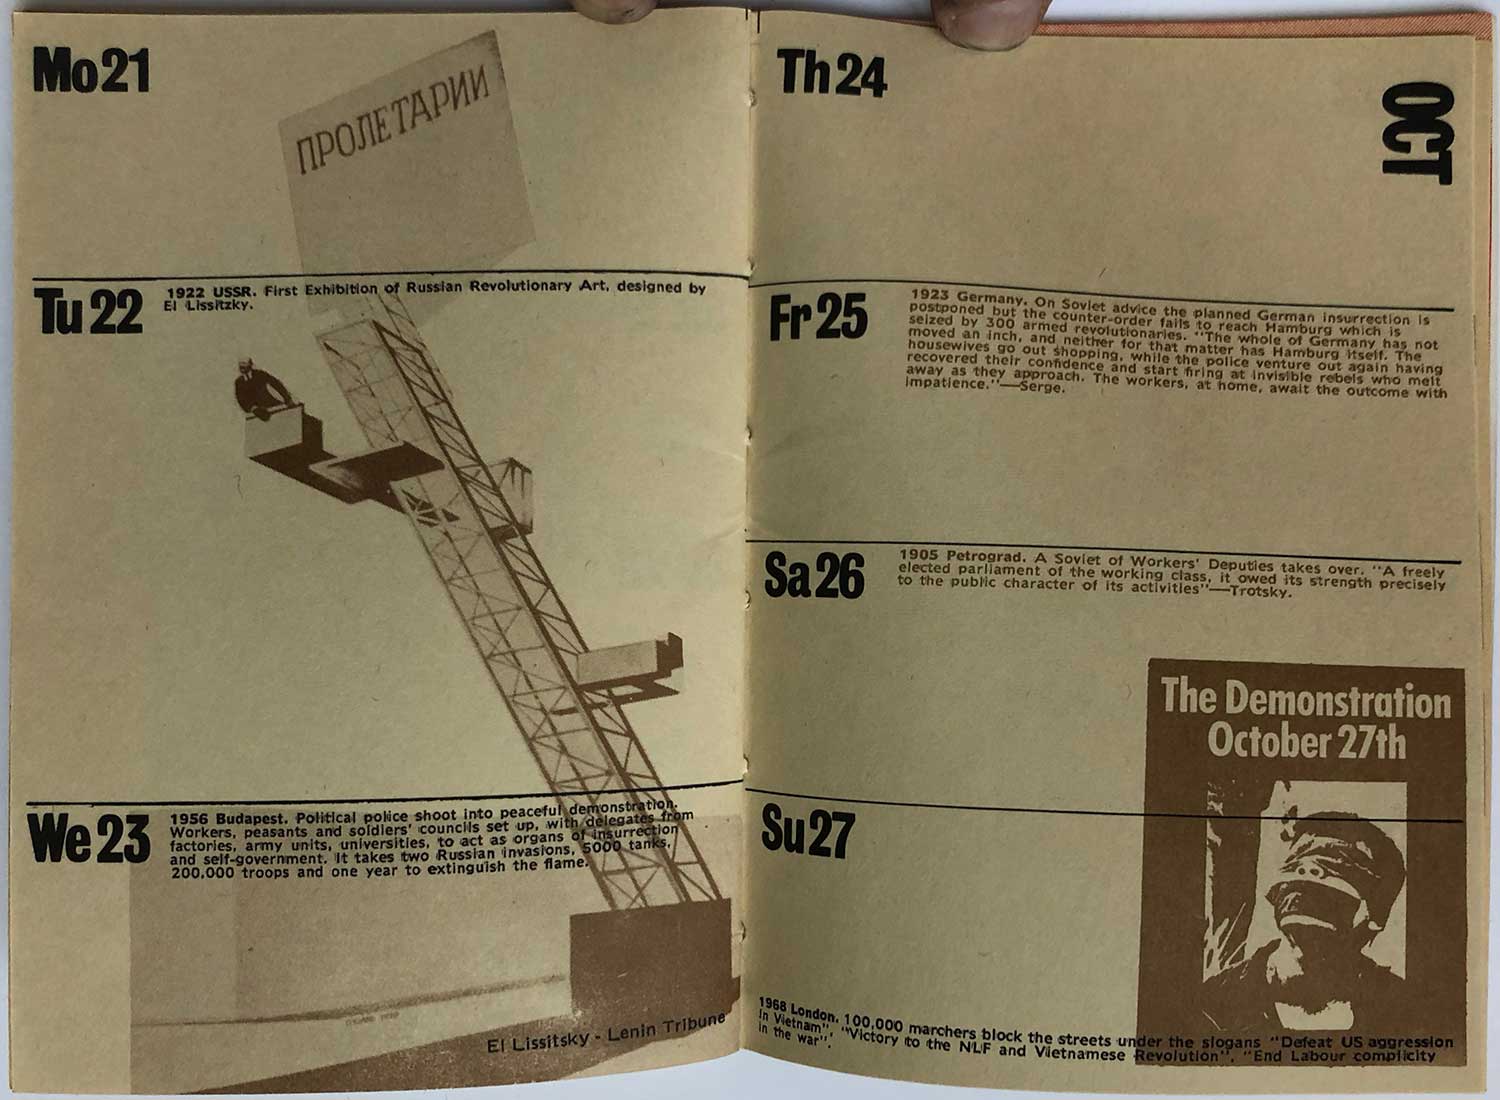 Mo21
ПРОЛЕТАРИИ
Tu22
1922 USSR. First Exhibition of Russian Revolutionary Art, designed by
El Lissitzky.
We23
1956 Budapest. Political police shoot into peaceful demonstration.
Workers, peasants and soldiers' councils set up, with delegates from
factories, army units, universities, to act as organs of insurrection
and self-government. It takes two Russian invasions, 5000 tanks,
200,000 troops and one year to extinguish the flame.
El Lissitsky - Lenin Tribune
Th24
OCT
Fr25
1923 Germany. On Soviet advice the planned German insurrection is
postponed but the counter-order fails to reach Hamburg which is
seized by 300 armed revolutionaries. "The whole of Germany has not
moved an inch, and neither for that matter has Hamburg itself. The
housewives go out shopping, while the police venture out again having
recovered their confidence and start firing at invisible rebels who melt
away as they approach. The workers, at home, await the outcome with
impatience."—Serge.
Sa26
1905 Petrograd. A Soviet of Workers' Deputies takes over. "A freely
elected parliament of the working class, it owed its strength precisely
to the public character of its activities"—Trotsky.
The Demonstration
October 27th
Su27
1968 London. 100,000 marchers block the streets under the slogans "Defeat US aggression
in Vietnam", "Victory to the NLF and Vietnamese Revolution", "End Labour complicity
in the war".